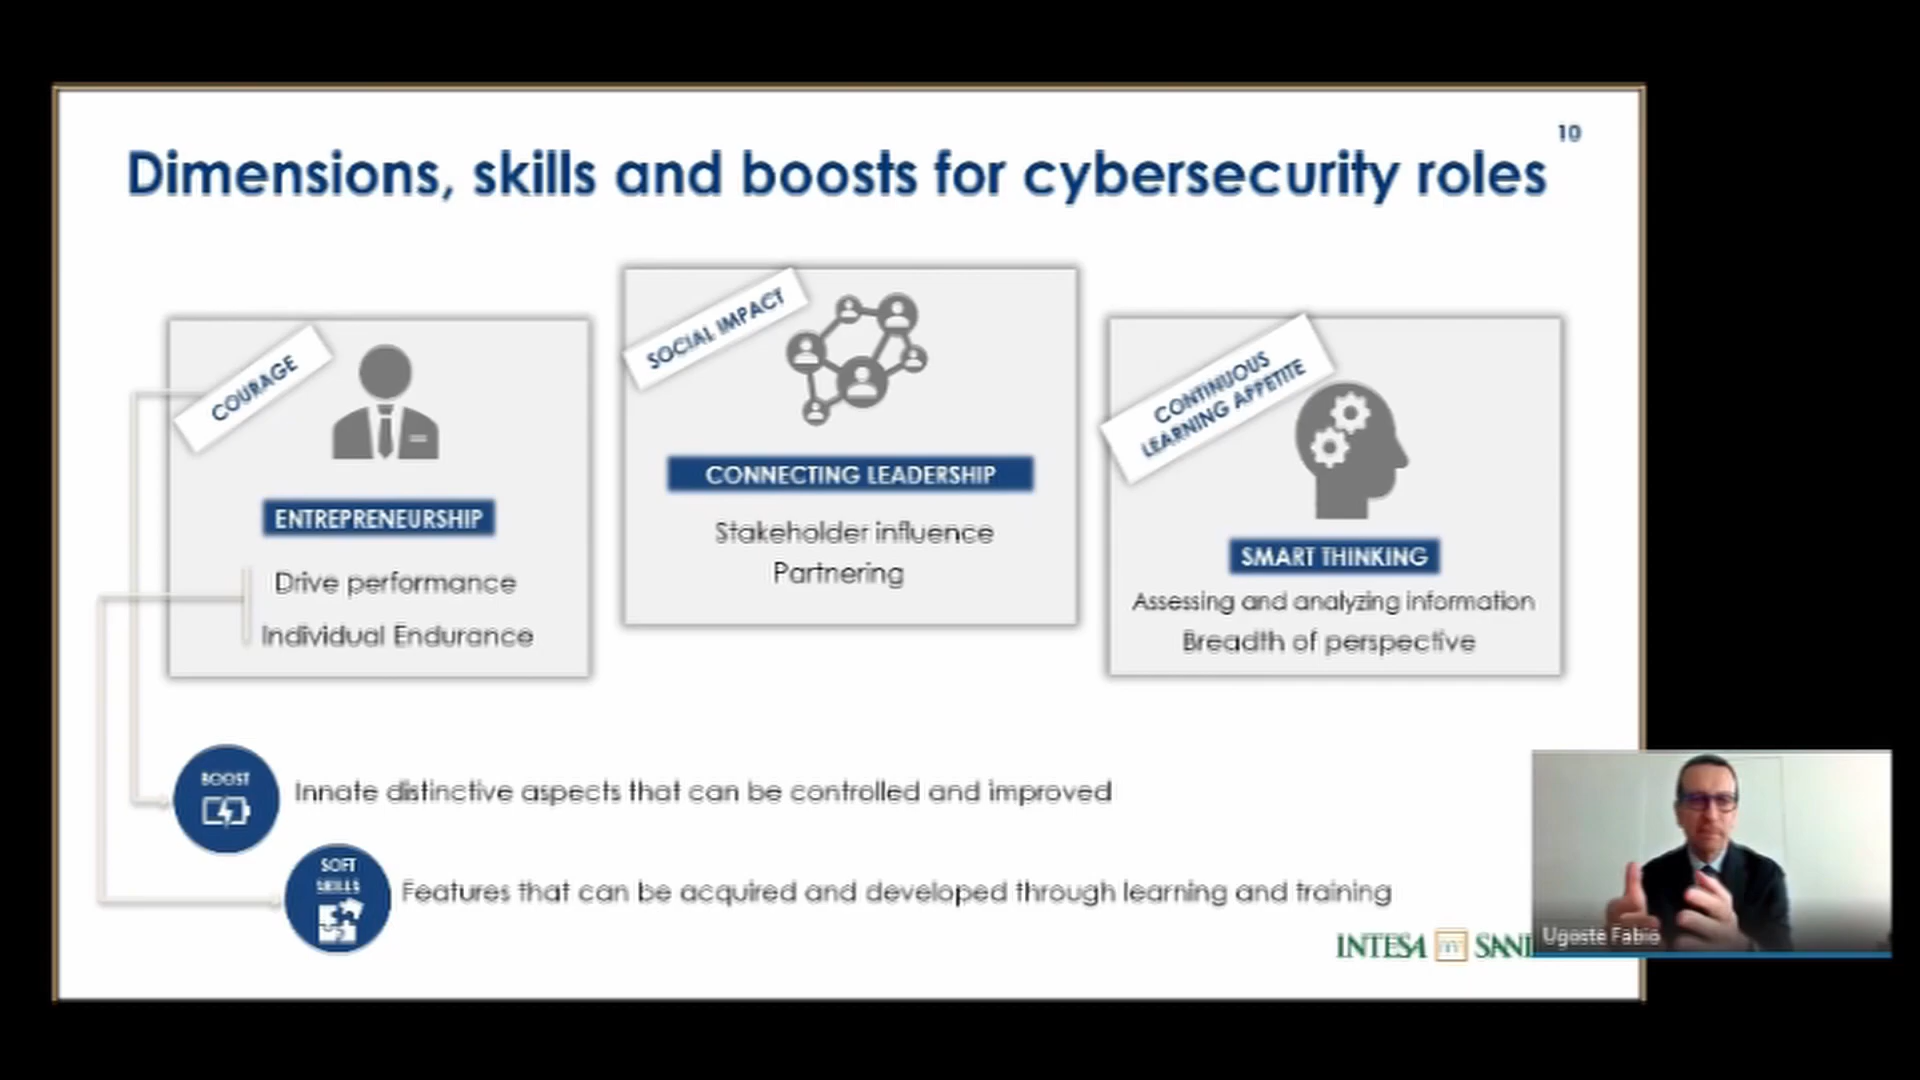 10
Dimensions, skills and boosts for cybersecurity roles
COURAGE
ENTREPRENEURSHIP
Drive performance
Individual Endurance
SOCIAL IMPACT
CONNECTING LEADERSHIP
Stakeholder influence
Partnering
CONTINUOUS
LEARNING APPETITE
SMART THINKING
Assessing and analyzing information
Breadth of perspective
BOOST
Innate distinctive aspects that can be controlled and improved
SOFT
SKILLS
Features that can be acquired and developed through learning and training
INTESA SAN
Ugoste Fabio